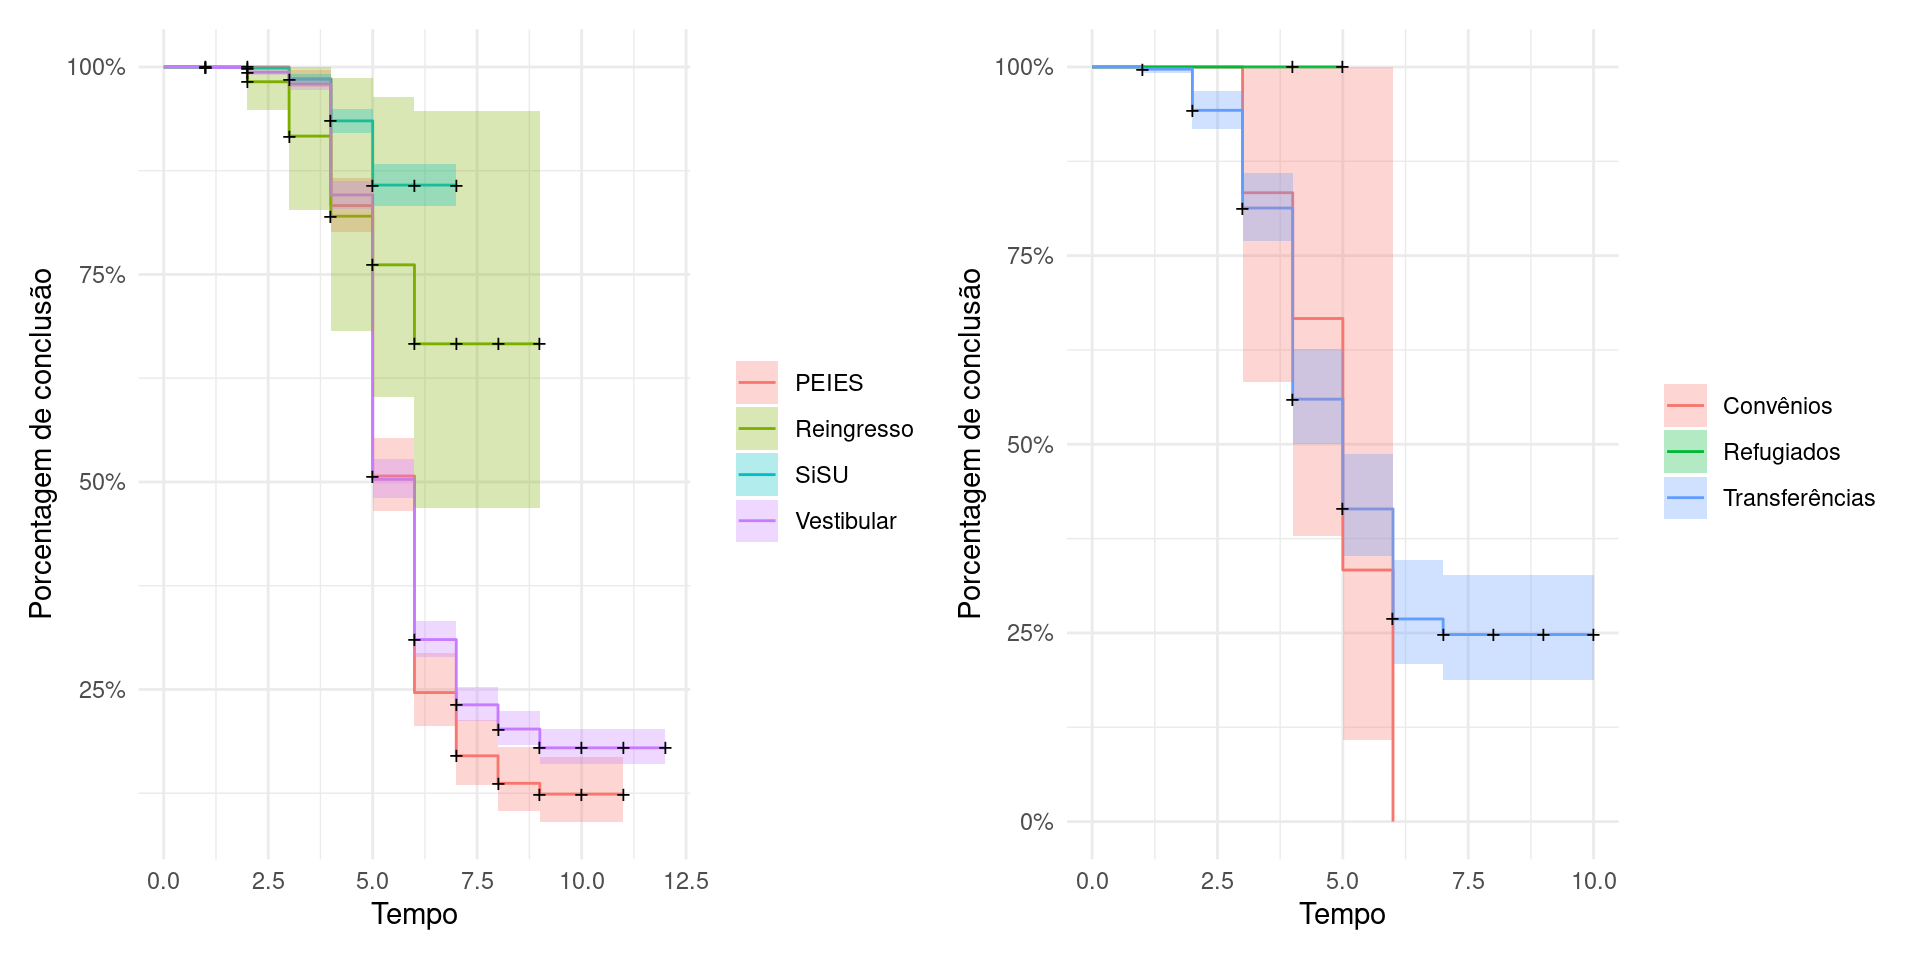 Porcentagem de conclusão
100%
75%
50%
25%
0.0 2.5 5.0 7.5 10.0 12.5
Tempo
PEIES
Reingresso
SiSU
Vestibular
Porcentagem de conclusão
100%
75%
50%
25%
0%
0.0 2.5 5.0 7.5 10.0
Tempo
Convênios
Refugiados
Transferências